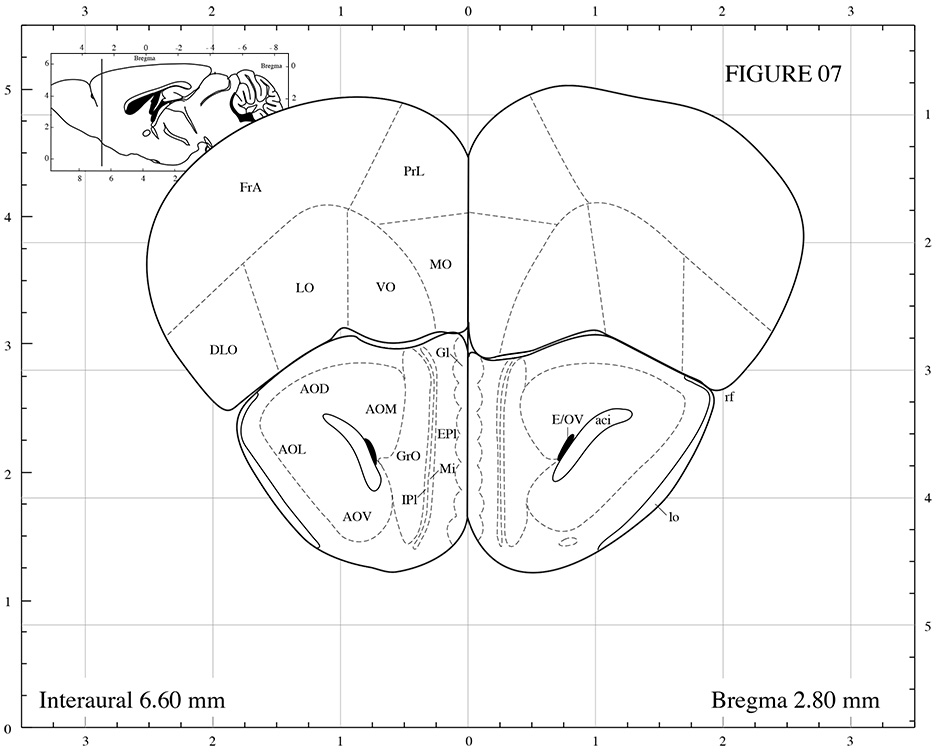 3 2 1 0 1 2 3
4 2 0 -2 -4 -6 -8
Bregma
Bregma 0
6
4
2
0
2
8 6 4 2
FIGURE 07
5
4
3
2
1
0
1
2
3
4
5
PrL
FrA
MO
LO
VO
DLO
Gl
AOD
rf
AOM
E/OV
aci
EPl
AOL
GrO
Mi
IPl
AOV
lo
Interaural 6.60 mm
Bregma 2.80 mm
3 2 1 0 1 2 3